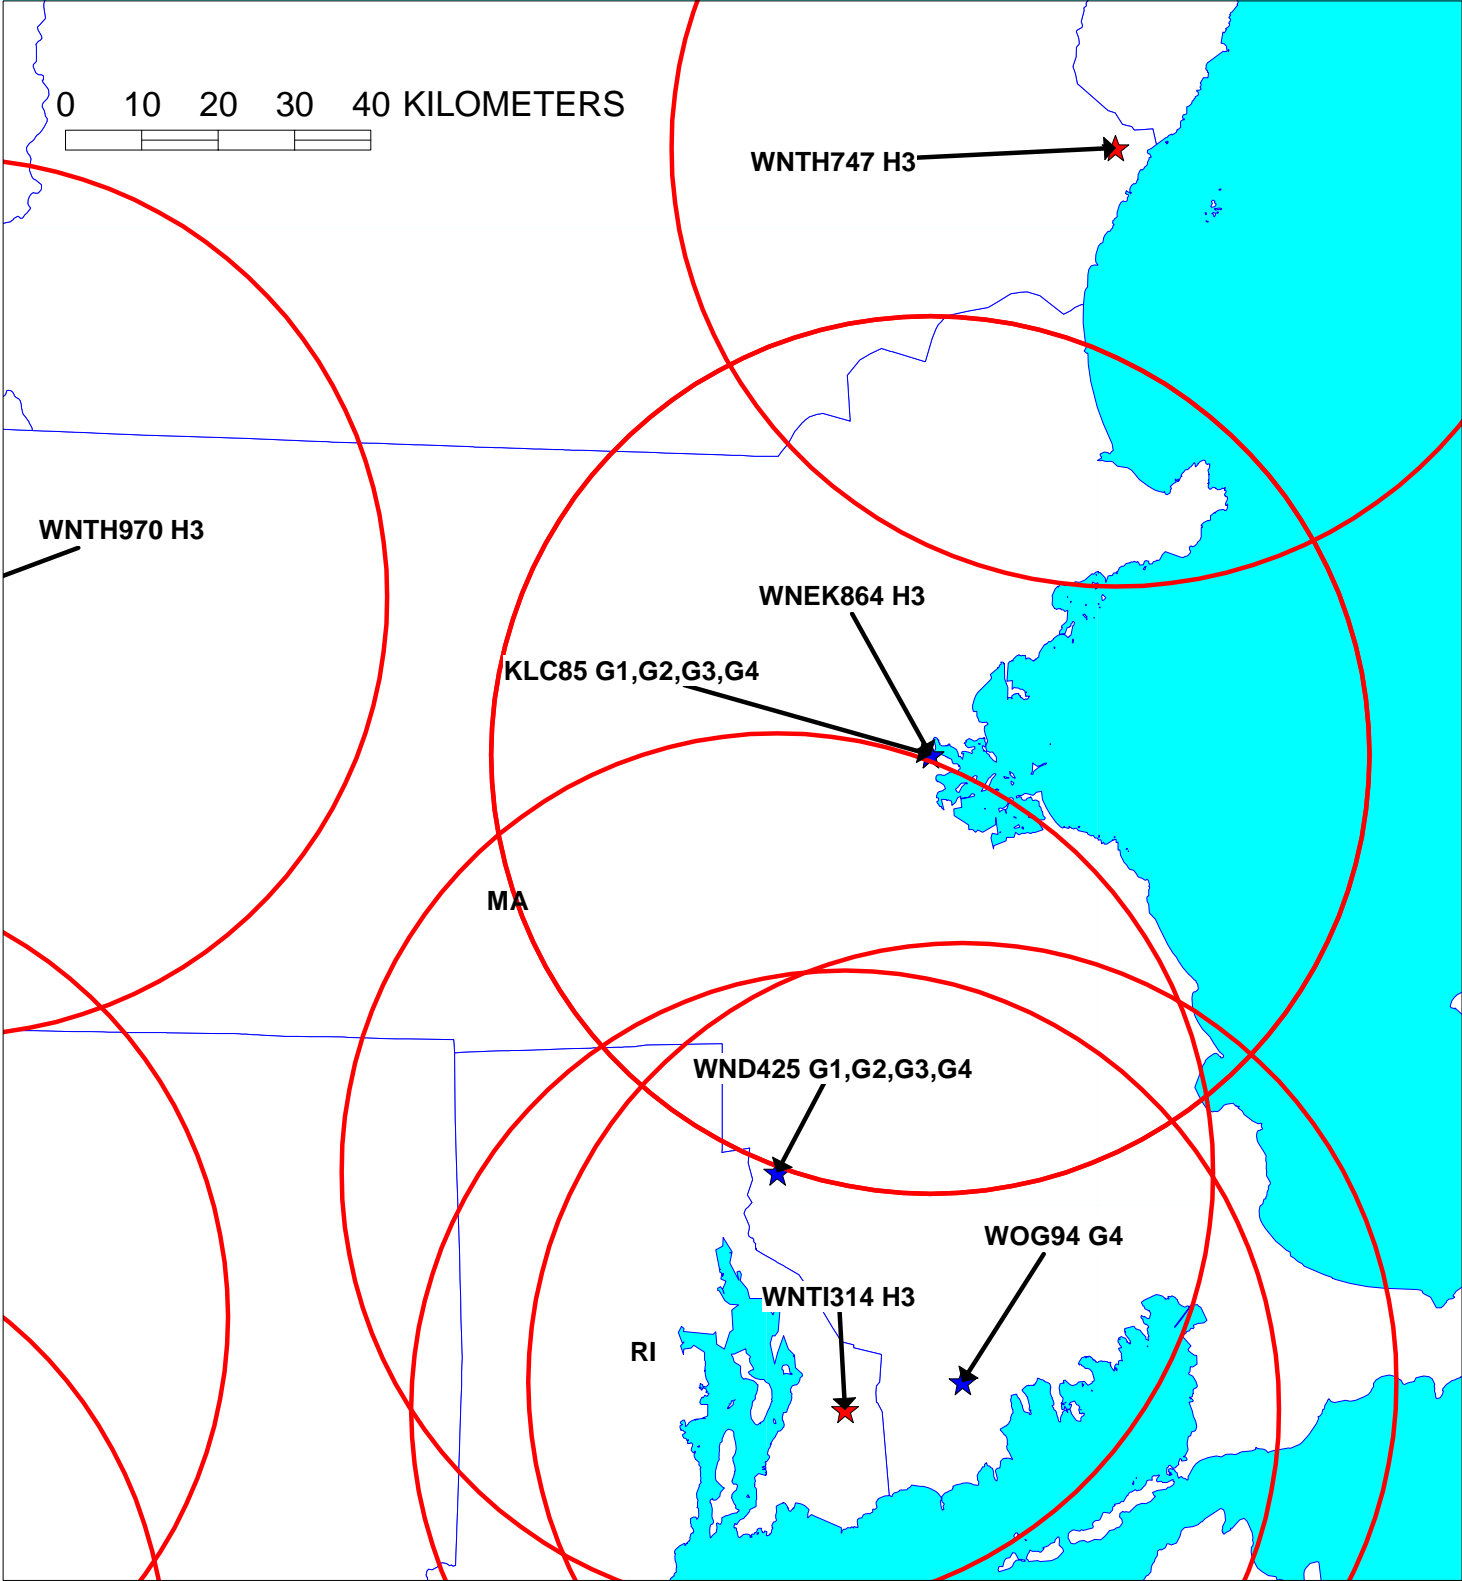 0 10 20 30 40 KILOMETERS
WNTH747 H3
WNTH970 H3
WNEK864 H3
KLC85 G1,G2,G3,G4
MA
WND425 G1,G2,G3,G4
WOG94 G4
WNTI314 H3
RI